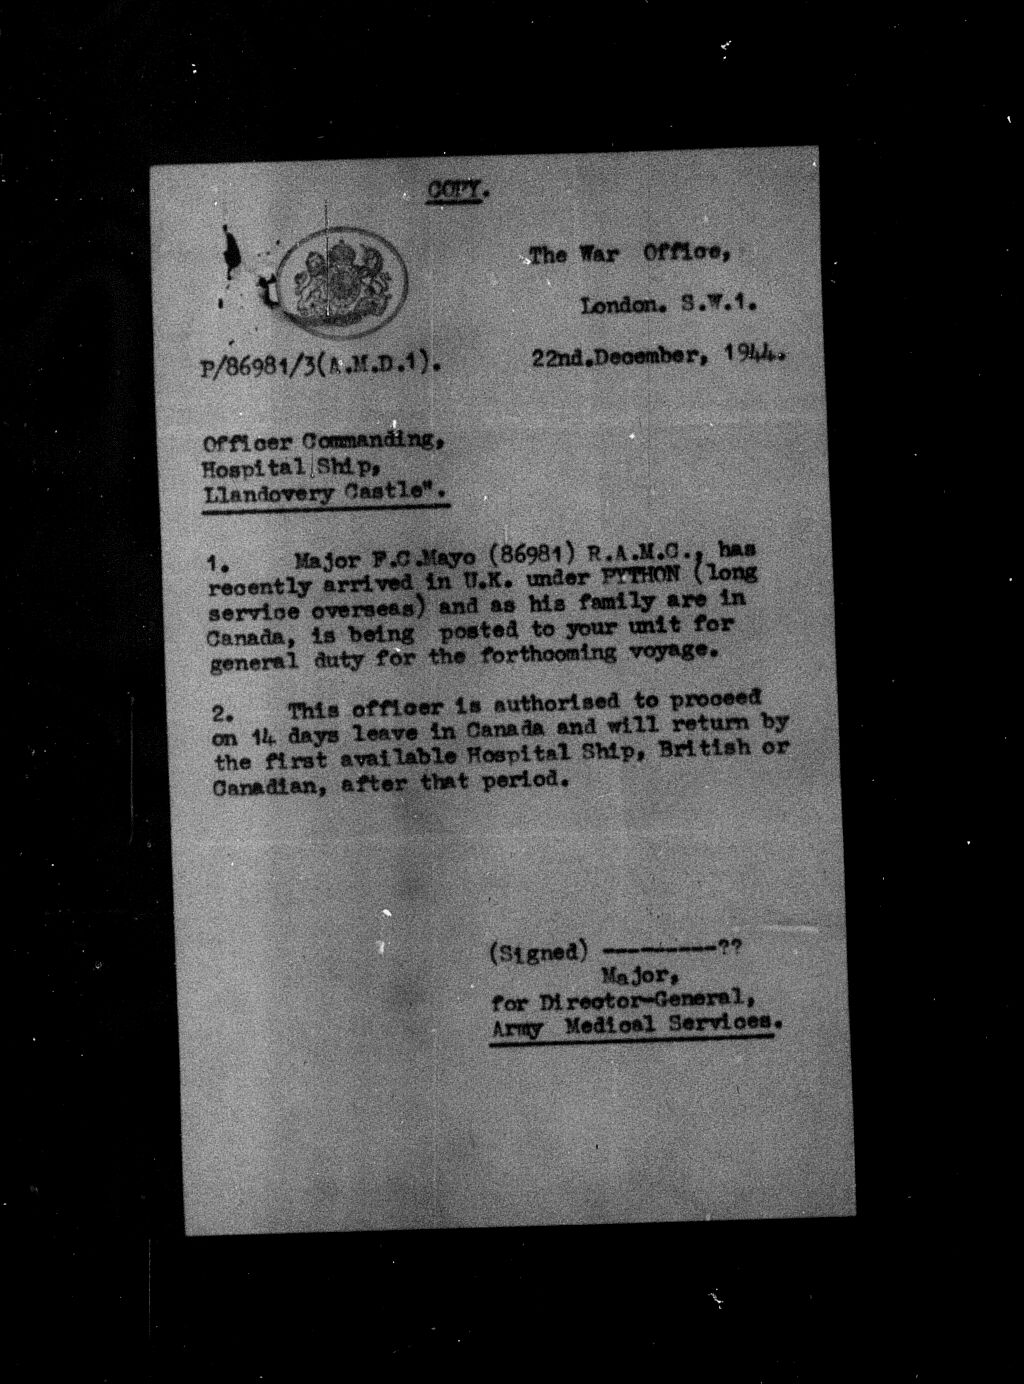 COPY.
The War Office,
London. S.W.1.
P/86981/3(A.M.D.1).
22nd.December, 1944.
Officer Commanding,
Hospital Ship,
Llandovery Castle".
1. Major F.C.Mayo (86981) R.A.M.C., has
recently arrived in U.K. under PYTHON (long
service overseas) and as his family are in
Canada, is being posted to your unit for
general duty for the forthcoming voyage.
2. This officer is authorised to proceed
on 14 days leave in Canada and will return by
the first available Hospital Ship, British or
Canadian, after that period.
(Signed) ---------??
Major,
for Director-General,
Army Medical Services.